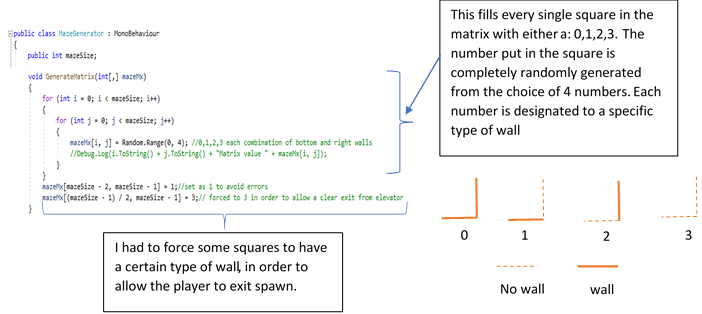 public class MazeGenerator : MonoBehaviour
{
public int mazeSize;
void GenerateMatrix(int[,] mazeMx)
{
for (int i = 0; i < mazeSize; i++)
{
for (int j = 0; j < mazeSize; j++)
{
mazeMx[i, j] = Random.Range(0, 4); //0,1,2,3 each combination of bottom and right walls
//Debug.Log(i.ToString() + j.ToString() + "Matrix value " + mazeMx[i, j]);
}
}
mazeMx[mazeSize - 2, mazeSize - 1] = 1;//set as 1 to avoid errors
mazeMx[(mazeSize - 1) / 2, mazeSize - 1] = 3;// forced to 3 in order to allow a clear exit from elevator
}
This fills every single square in the
matrix with either a: 0,1,2,3. The
number put in the square is
completely randomly generated
from the choice of 4 numbers. Each
number is designated to a specific
type of wall
I had to force some squares to have
a certain type of wall, in order to
allow the player to exit spawn.
0 1 2 3
No wall wall